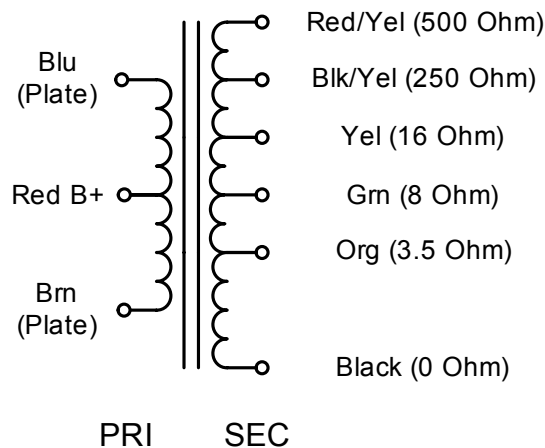 Red/Yel (500 Ohm)
Blu
(Plate)
Blk/Yel (250 Ohm)
Yel (16 Ohm)
Red B+
Grn (8 Ohm)
Org (3.5 Ohm)
Brn
(Plate)
Black (0 Ohm)
PRI
SEC